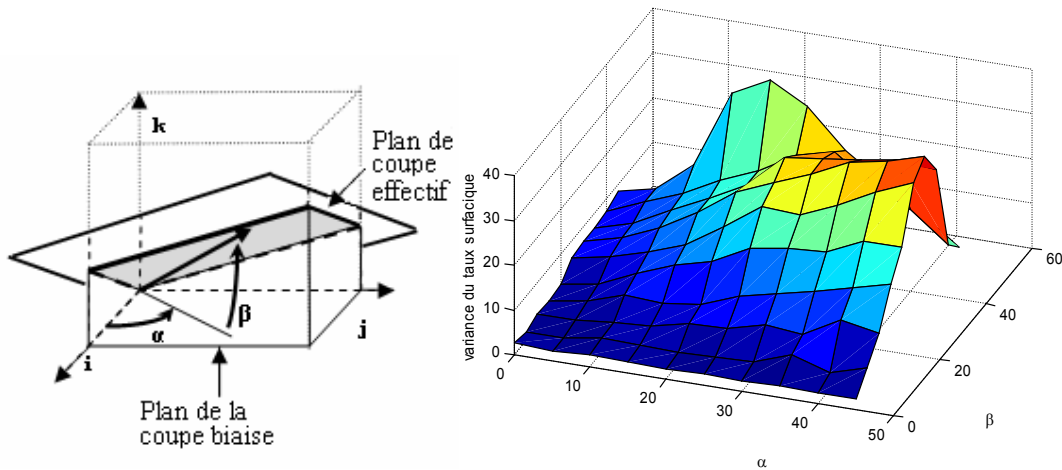 k
Plan de
coupe
effectif
β
α
j
i
Plan de la
coupe biaise
variance du taux surfacique
40
30
20
10
0
0
10
20
30
40
50
α
0
20
40
60
β